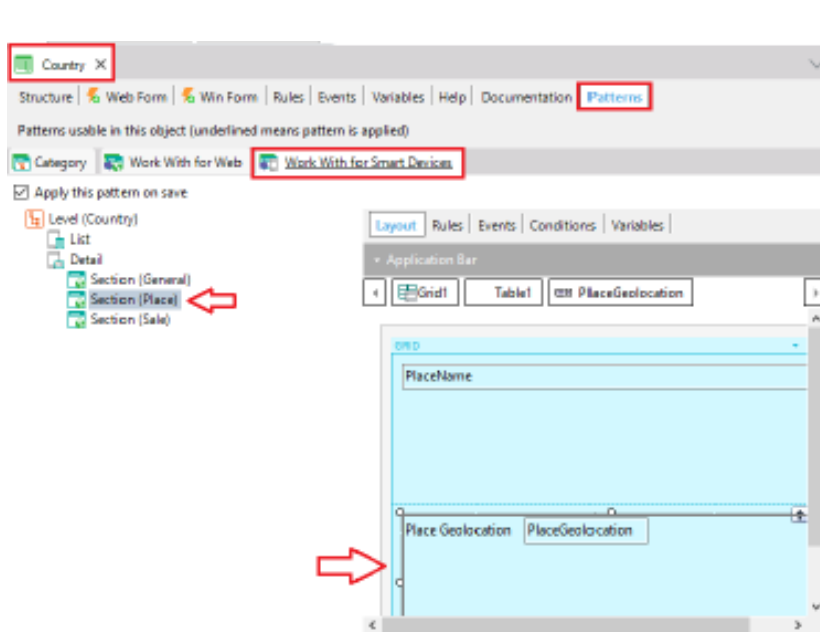 Country X
Structure Web Form Win Form Rules Events Variables Help Documentation Patterns
Patterns usable in this object (underlined means pattern is applied)
Category Work With for Web Work With for Smart Devices
Apply this pattern on save
Level (Country)
List
Detail
Section (General)
Section (Place)
Section (Sale)
Layout Rules Events Conditions Variables
Application Bar
Grid1 Table1 PlaceGeolocation
GRID
PlaceName
Place Geolocation PlaceGeolocation